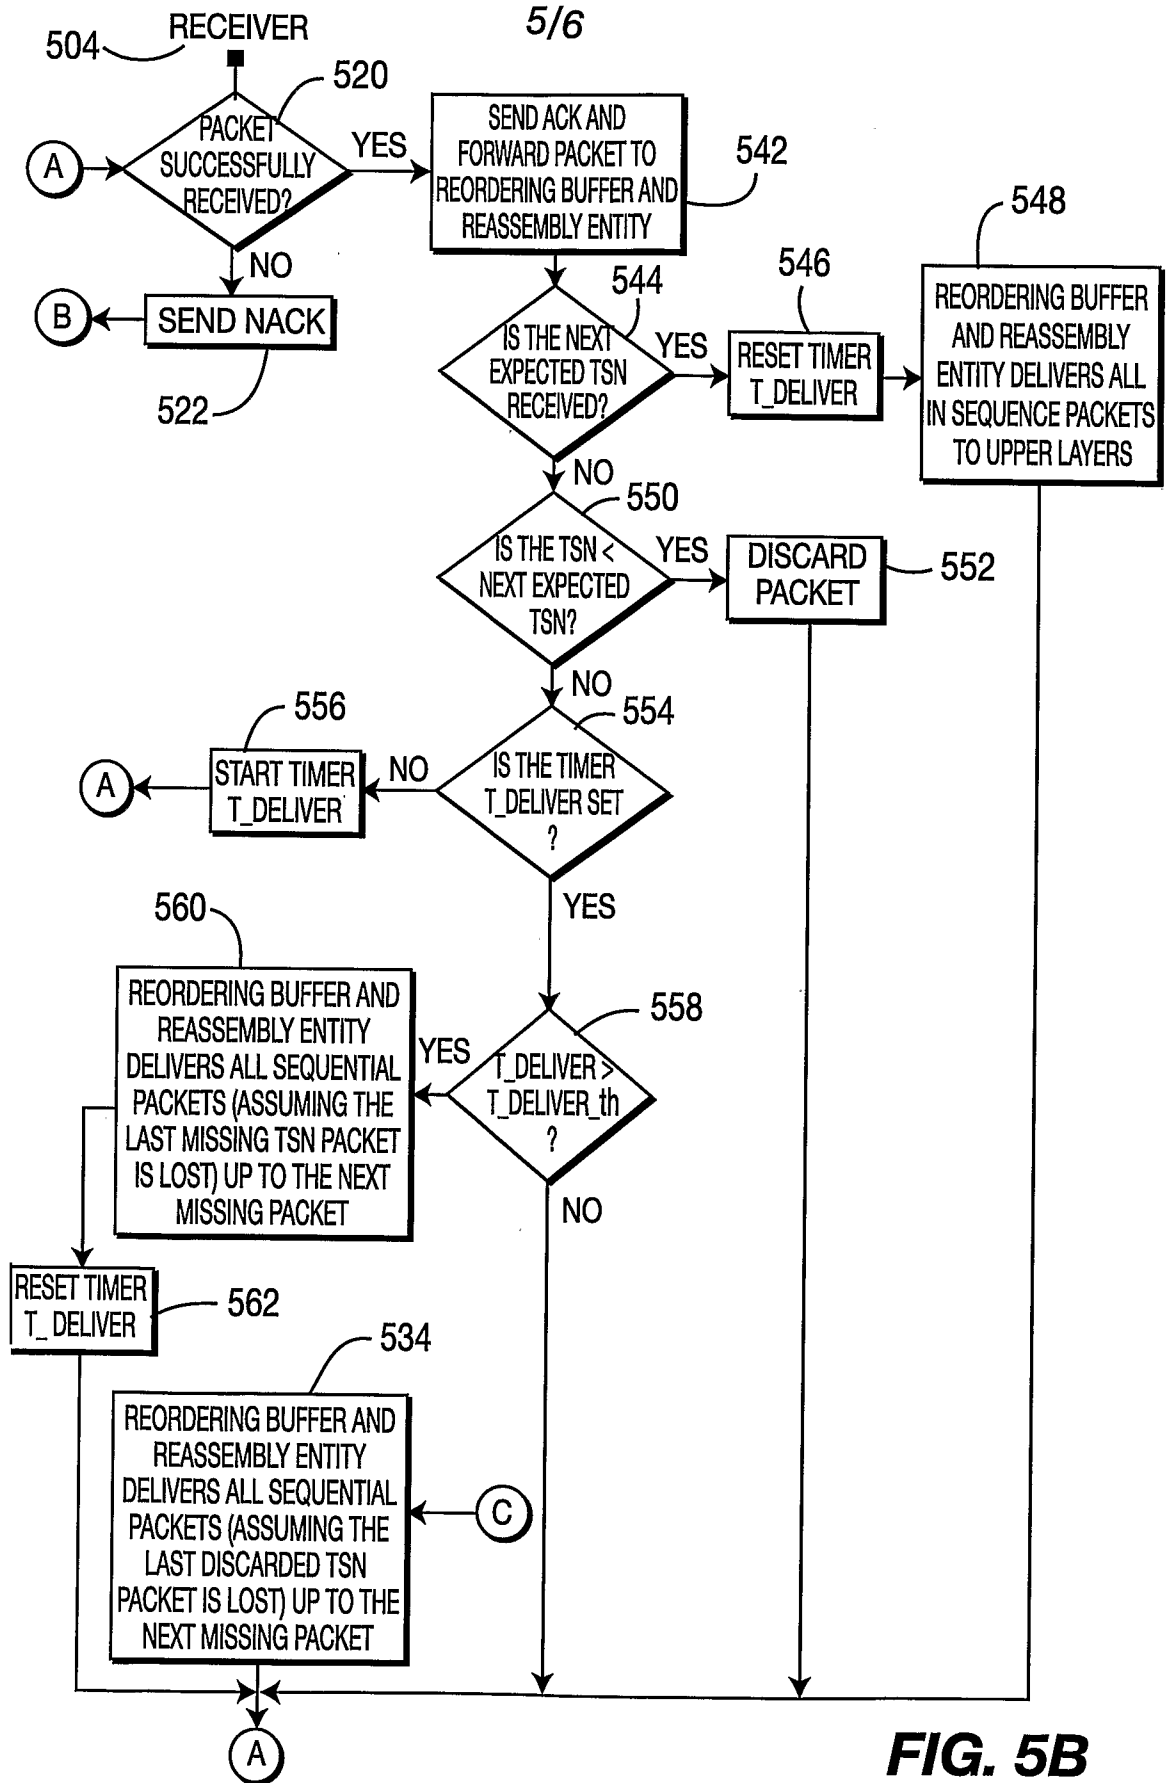 5/6
RECEIVER
504
520
PACKET
SUCCESSFULLY
RECEIVED?
A
YES
NO
SEND ACK AND
FORWARD PACKET TO
REORDERING BUFFER AND
REASSEMBLY ENTITY
542
B
SEND NACK
522
544
IS THE NEXT
EXPECTED TSN
RECEIVED?
YES
NO
546
RESET TIMER
T_DELIVER
548
REORDERING BUFFER
AND REASSEMBLY
ENTITY DELIVERS ALL
IN SEQUENCE PACKETS
TO UPPER LAYERS
550
IS THE TSN <
NEXT EXPECTED
TSN?
YES
NO
DISCARD
PACKET
552
554
IS THE TIMER
T_DELIVER SET
?
NO
YES
556
START TIMER
T_DELIVER
A
558
T_DELIVER >
T_DELIVER_th
?
YES
NO
560
REORDERING BUFFER AND
REASSEMBLY ENTITY
DELIVERS ALL SEQUENTIAL
PACKETS (ASSUMING THE
LAST MISSING TSN PACKET
IS LOST) UP TO THE NEXT
MISSING PACKET
RESET TIMER
T_ DELIVER
562
534
REORDERING BUFFER AND
REASSEMBLY ENTITY
DELIVERS ALL SEQUENTIAL
PACKETS (ASSUMING THE
LAST DISCARDED TSN
PACKET IS LOST) UP TO THE
NEXT MISSING PACKET
C
A
FIG. 5B